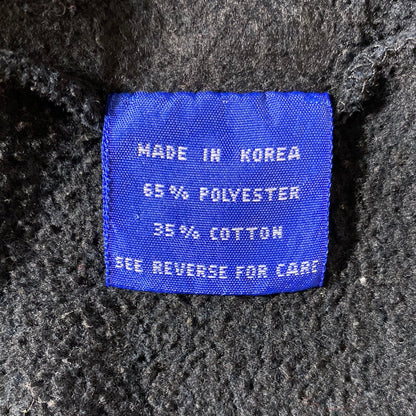 MADE IN KOREA
65% POLYESTER
35% COTTON
SEE REVERSE FOR CARE